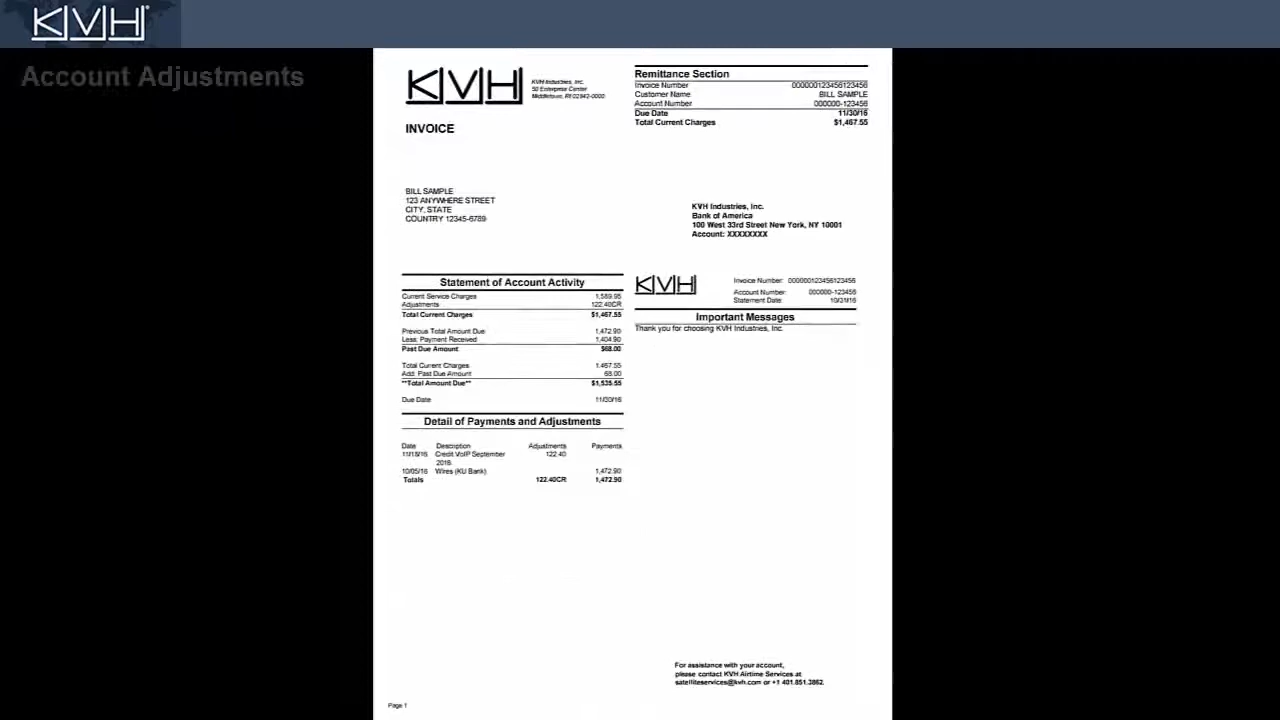 KVH
Account Adjustments
KVH
KVH Industries, Inc.
50 Enterprise Center
Middletown, RI 02842-0000
INVOICE
Remittance Section
Invoice Number 000000123456123456
Customer Name BILL SAMPLE
Account Number 000000-123456
Due Date 11/30/16
Total Current Charges $1,467.55
BILL SAMPLE
123 ANYWHERE STREET
CITY, STATE
COUNTRY 12345-6789
KVH Industries, Inc.
Bank of America
100 West 33rd Street New York, NY 10001
Account: XXXXXXXX
Statement of Account Activity
Current Service Charges 1,589.95
Adjustments 122.40CR
Total Current Charges $1,467.55
Previous Total Amount Due 1,472.90
Less: Payment Received 1,404.90
Past Due Amount $68.00
Total Current Charges 1,467.55
Add: Past Due Amount 68.00
**Total Amount Due** $1,535.55
Due Date 11/30/16
Detail of Payments and Adjustments
Date Description Adjustments Payments
11/18/16 Credit VoIP September 122.40
2016
10/05/16 Wires (KU Bank) 1,472.90
Totals 122.40CR 1,472.90
KVH
Invoice Number: 000000123456123456
Account Number: 000000-123456
Statement Date: 10/31/16
Important Messages
Thank you for choosing KVH Industries, Inc.
For assistance with your account,
please contact KVH Airtime Services at
satelliteservices@kvh.com or +1 401.851.3862.
Page 1